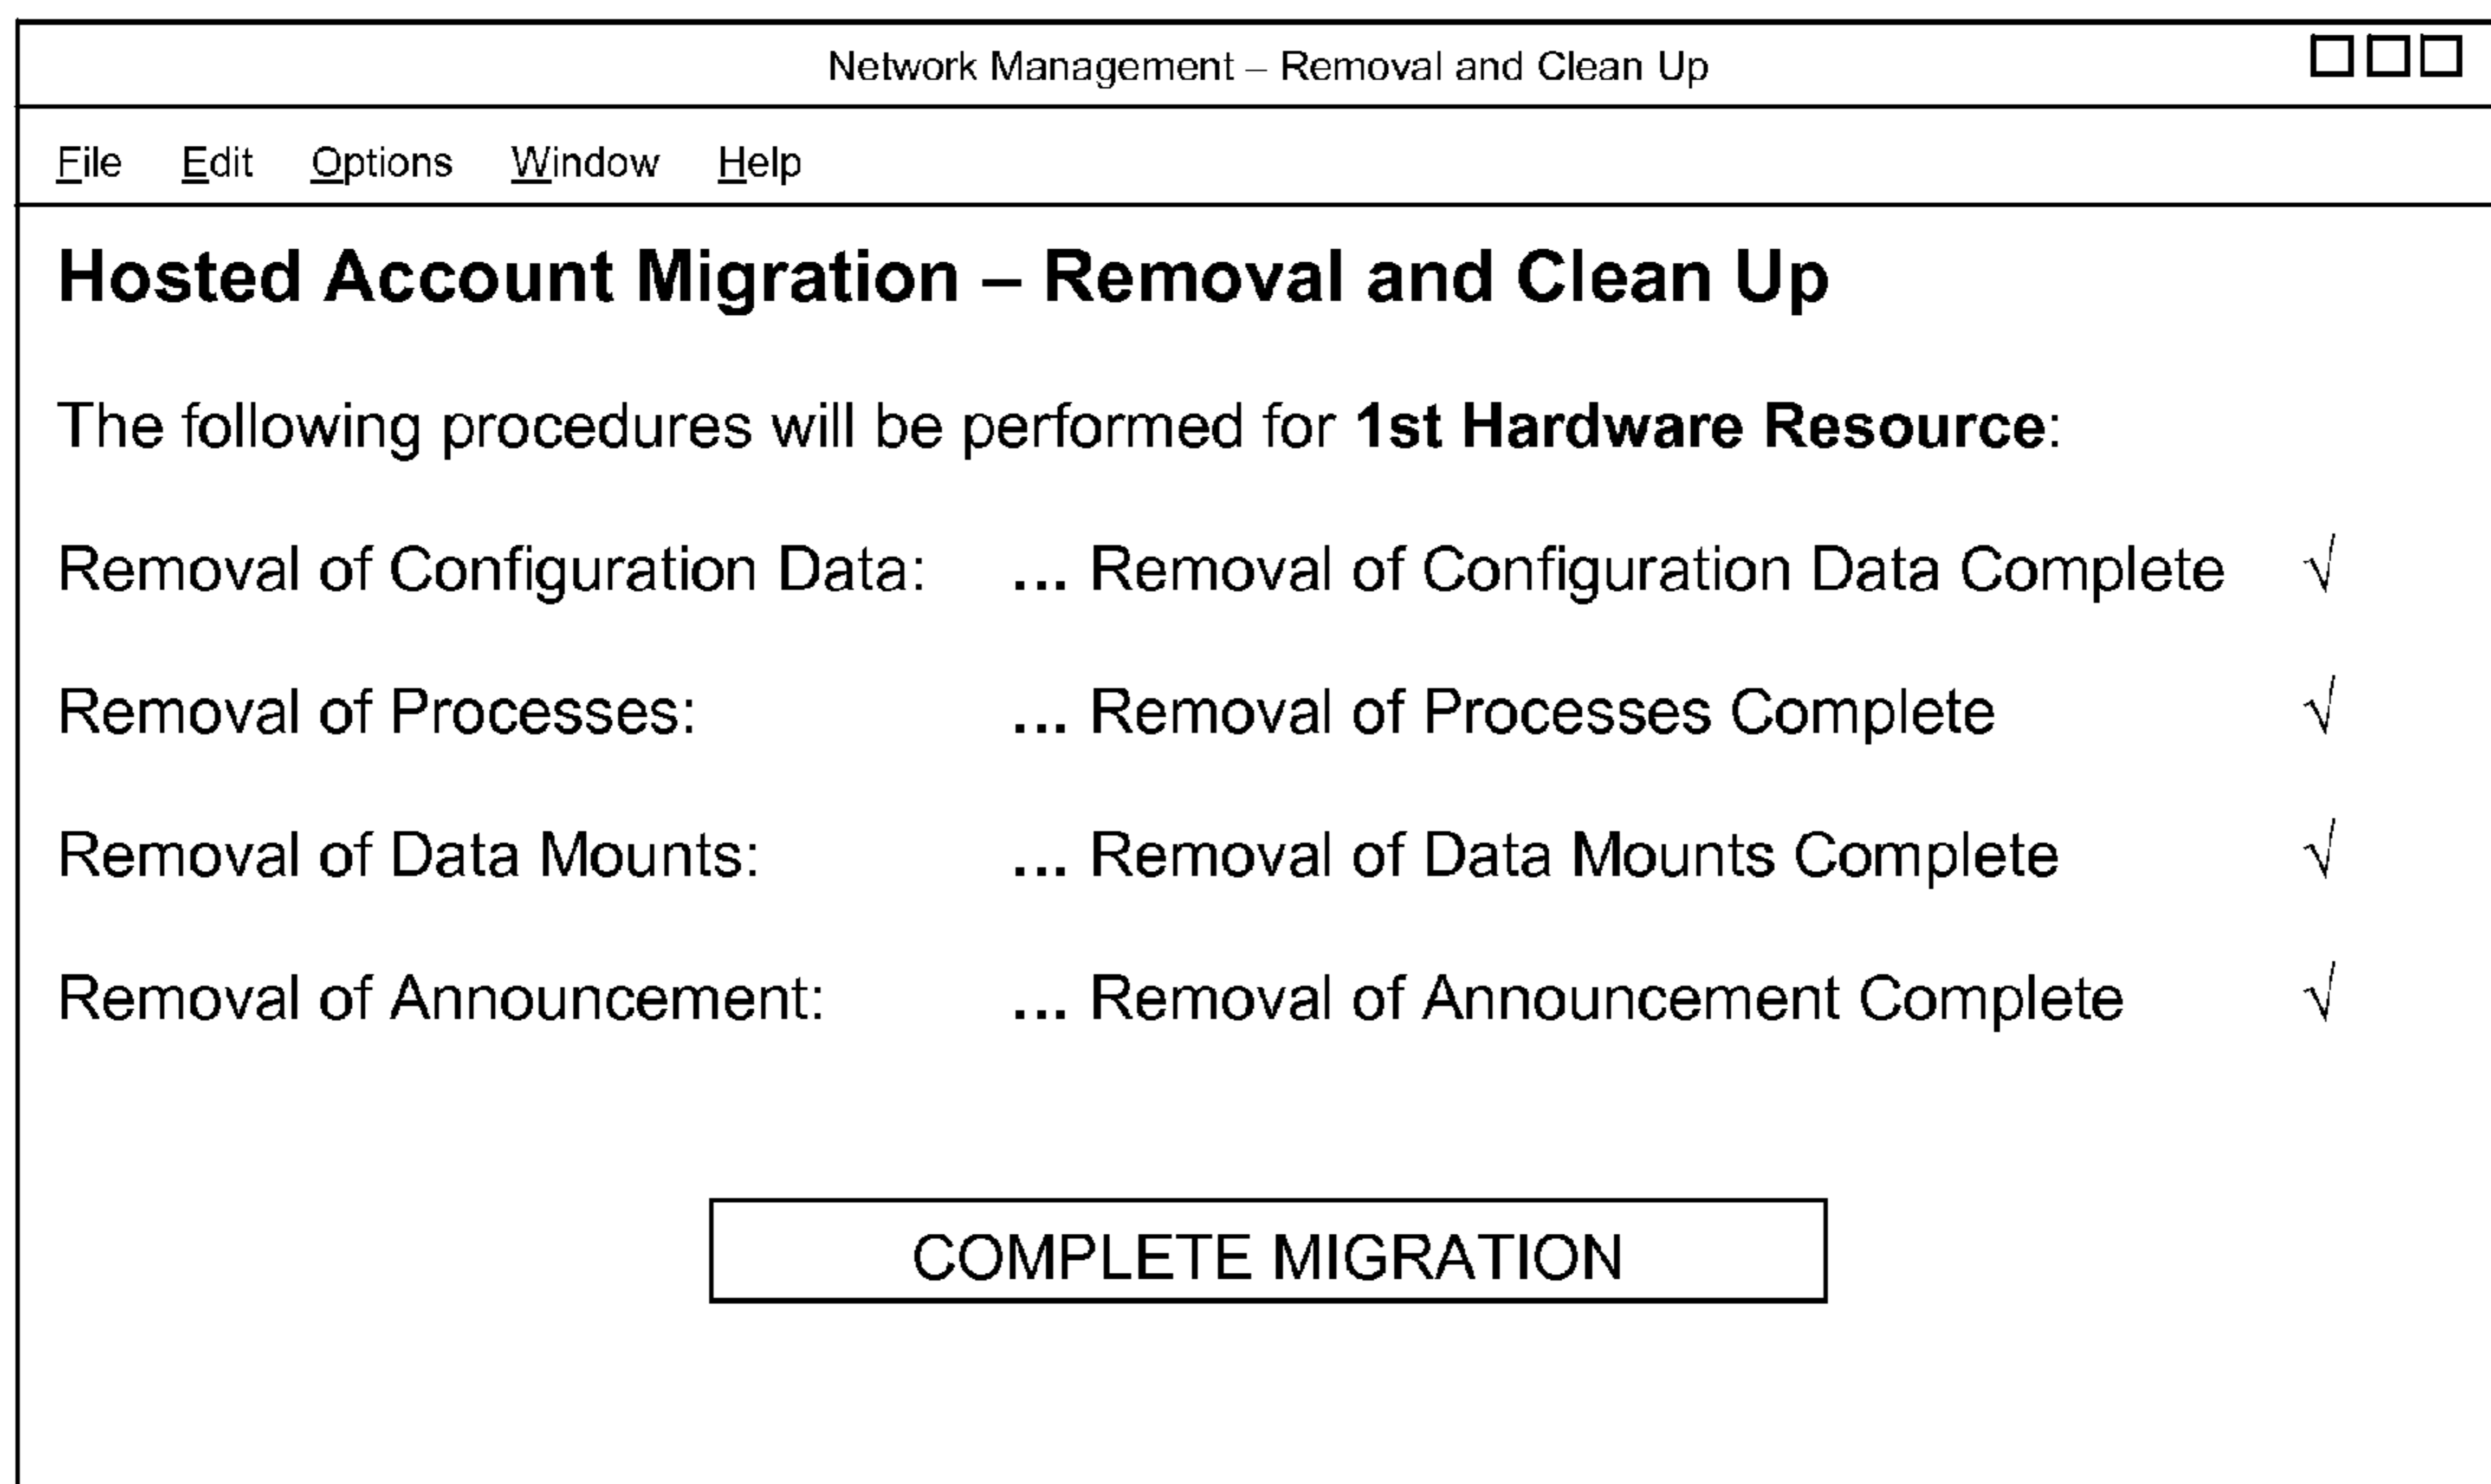 Network Management – Removal and Clean Up
File Edit Options Window Help
Hosted Account Migration – Removal and Clean Up
The following procedures will be performed for 1st Hardware Resource:
Removal of Configuration Data: ... Removal of Configuration Data Complete √
Removal of Processes: ... Removal of Processes Complete √
Removal of Data Mounts: ... Removal of Data Mounts Complete √
Removal of Announcement: ... Removal of Announcement Complete √
COMPLETE MIGRATION